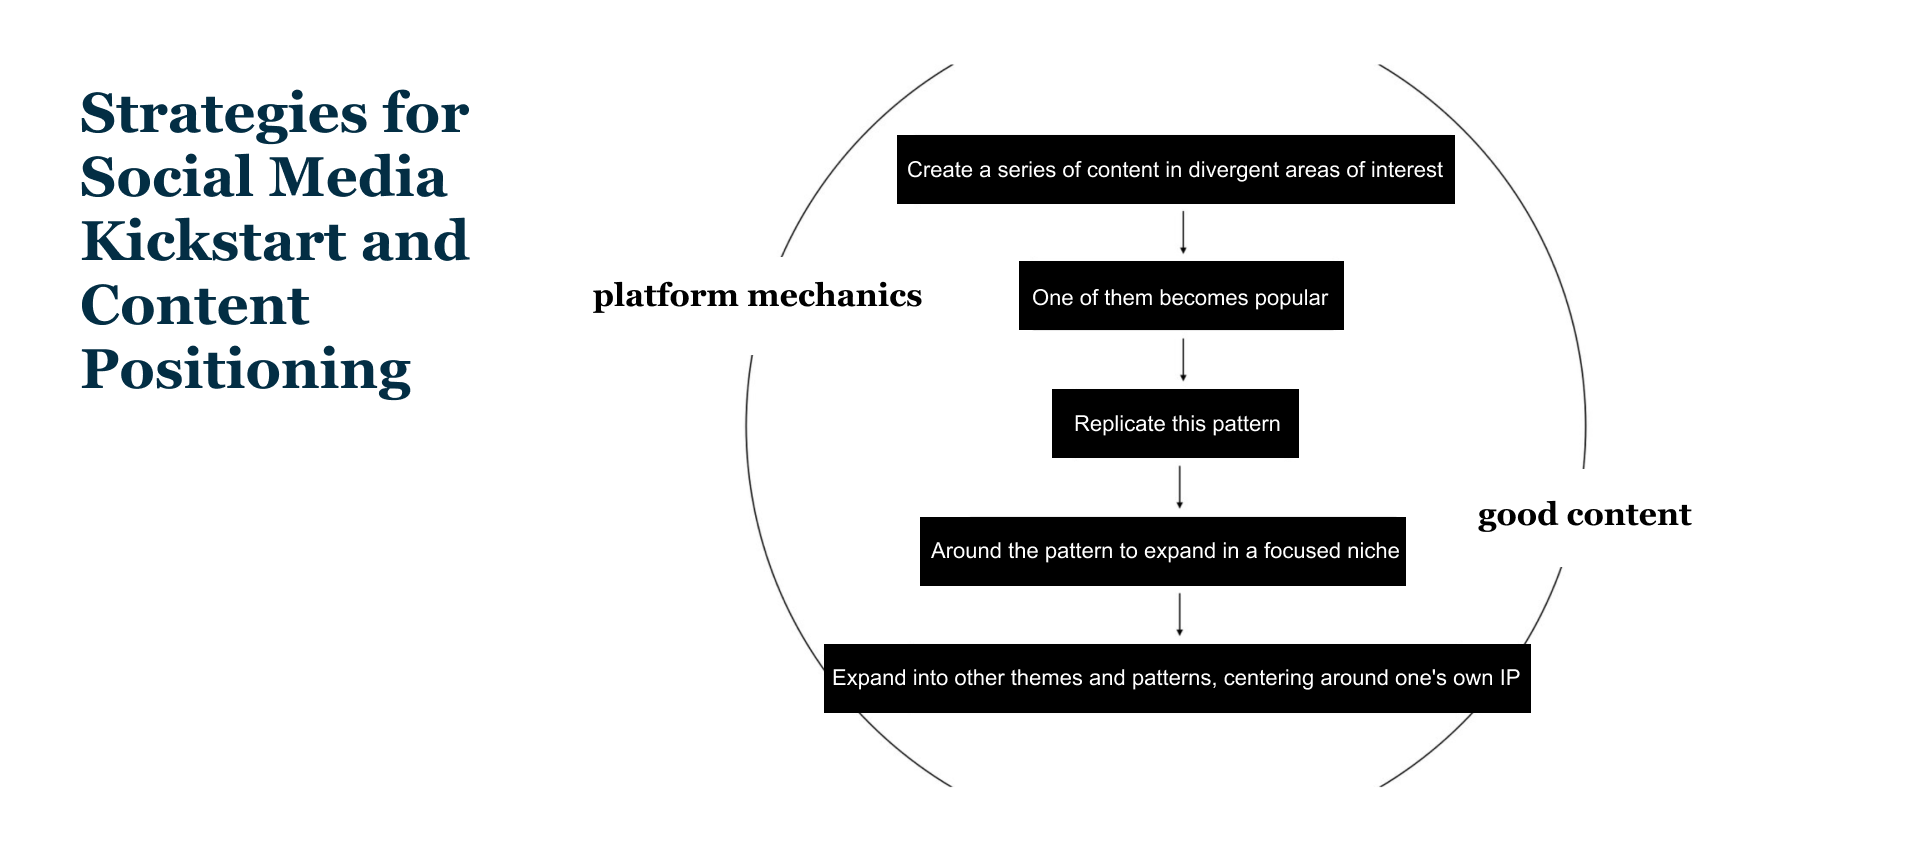 Strategies for
Social Media
Kickstart and
Content
Positioning
Create a series of content in divergent areas of interest
platform mechanics
One of them becomes popular
Replicate this pattern
good content
Around the pattern to expand in a focused niche
Expand into other themes and patterns, centering around one's own IP